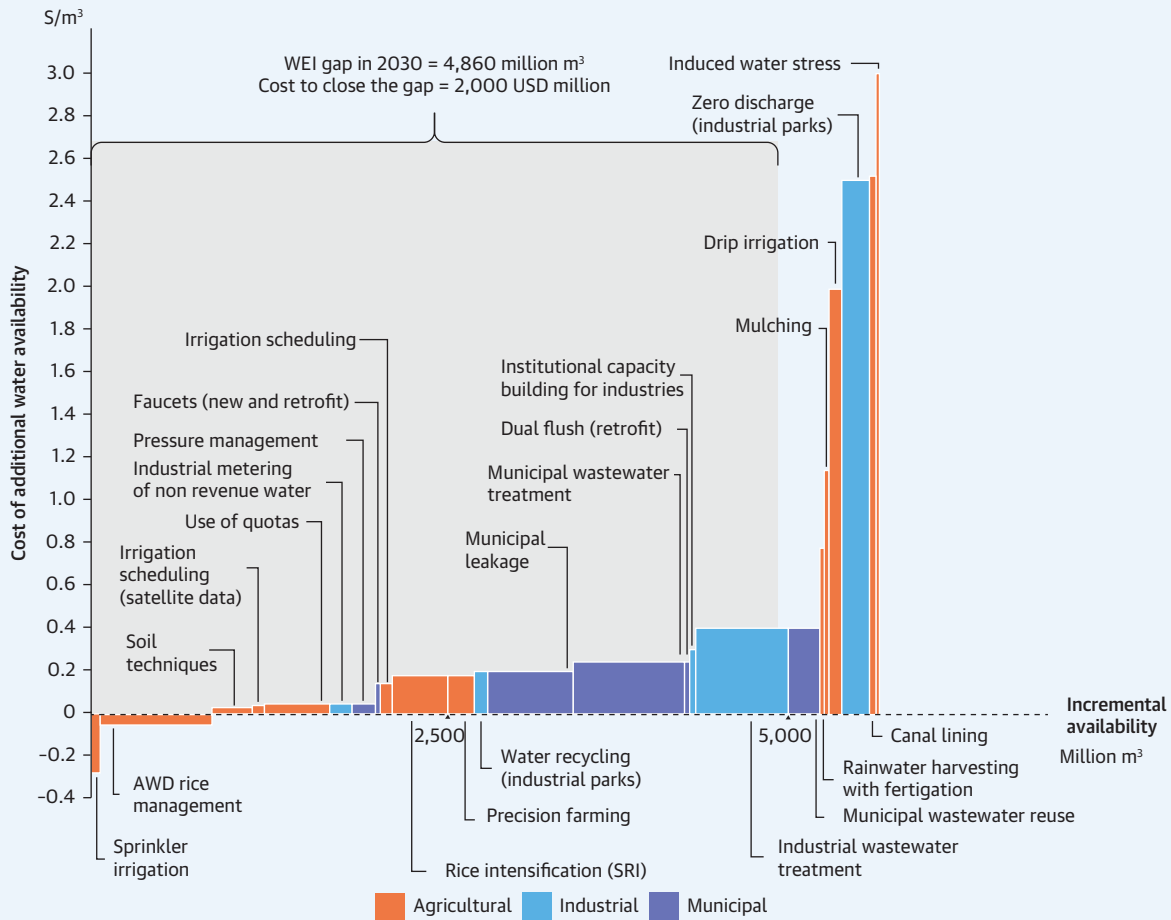 S/m³
3.0
2.8
2.6
2.4
2.2
2.0
1.8
1.6
1.4
1.2
1.0
0.8
0.6
0.4
0.2
0
–0.2
–0.4
Cost of additional water availability
WEI gap in 2030 = 4,860 million m³
Cost to close the gap = 2,000 USD million
Induced water stress
Zero discharge
(industrial parks)
Drip irrigation
Mulching
Irrigation scheduling
Institutional capacity
building for industries
Faucets (new and retrofit)
Dual flush (retrofit)
Pressure management
Industrial metering
of non revenue water
Municipal wastewater
treatment
Use of quotas
Municipal
leakage
Irrigation
scheduling
(satellite data)
Soil
techniques
Incremental
availability
Million m³
2,500
5,000
Canal lining
AWD rice
management
Water recycling
(industrial parks)
Rainwater harvesting
with fertigation
Precision farming
Municipal wastewater reuse
Sprinkler
irrigation
Rice intensification (SRI)
Industrial wastewater
treatment
Agricultural
Industrial
Municipal